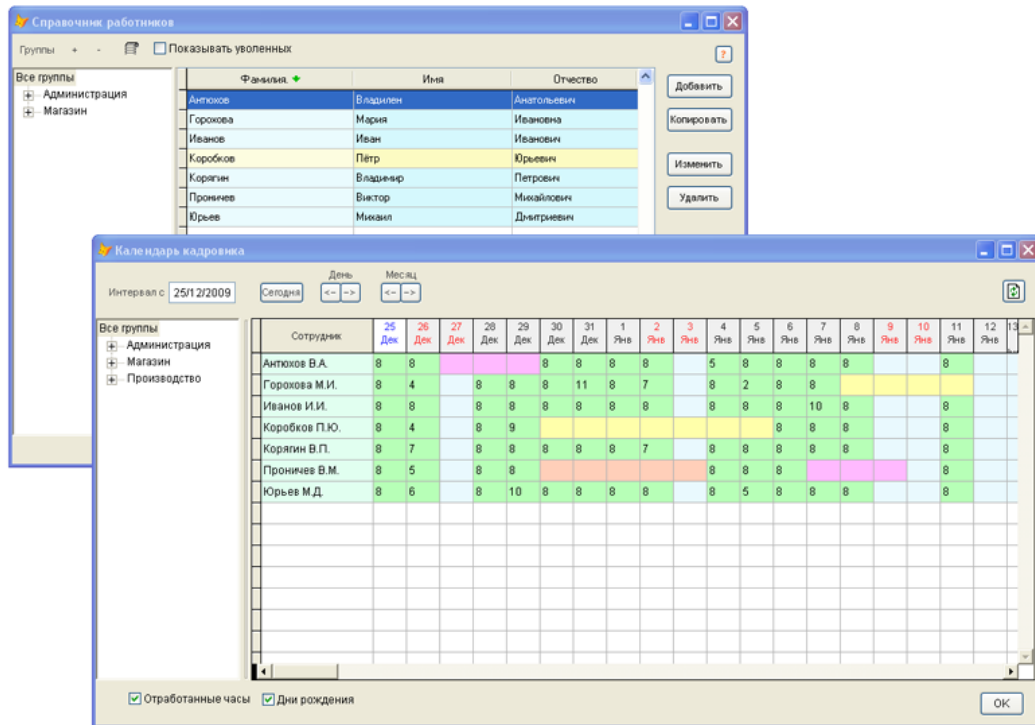 Справочник работников
Группы + - Показывать уволенных ?
Все группы
Администрация
Магазин
Фамилия Имя Отчество
Антюхов Владилен Анатольевич
Горохова Мария Ивановна
Иванов Иван Иванович
Коробков Пётр Юрьевич
Корягин Владимир Петрович
Проничев Виктор Михайлович
Юрьев Михаил Дмитриевич
Добавить
Копировать
Изменить
Удалить
Календарь кадровика
День Месяц
Интервал с 25/12/2009 Сегодня <- -> <- ->
Все группы
Администрация
Магазин
Производство
Сотрудник 25 26 27 28 29 30 31 1 2 3 4 5 6 7 8 9 10 11 12 13
Дек Дек Дек Дек Дек Дек Дек Янв Янв Янв Янв Янв Янв Янв Янв Янв Янв Янв Янв
Антюхов В.А. 8 8 8 8 8 8 5 8 8 8 8 8
Горохова М.И. 8 4 8 8 8 11 8 7 8 2 8 8
Иванов И.И. 8 8 8 8 8 8 8 8 8 8 8 10 8 8
Коробков П.Ю. 8 4 8 9 8 8 8 8
Корягин В.П. 8 7 8 8 8 8 8 7 8 8 8 8 8 8
Проничев В.М. 8 5 8 8 8 8 8 8
Юрьев М.Д. 8 6 8 10 8 8 8 8 8 5 8 8 8 8
Отработанные часы Дни рождения OK